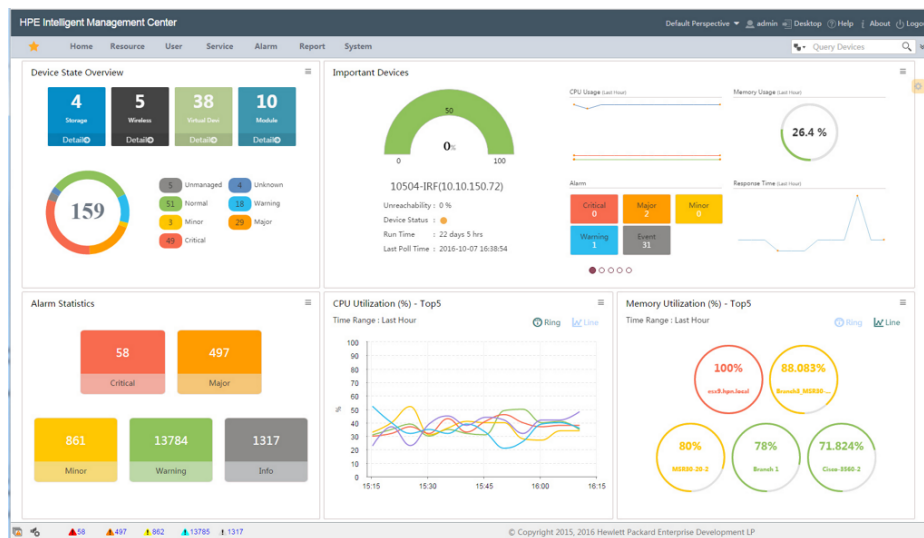 HPE Intelligent Management Center
Default Perspective admin Desktop Help About Logo
Home Resource User Service Alarm Report System
Query Devices
Device State Overview
4 5 38 10
Storage Wireless Virtual Devi Module
Detail Detail Detail Detail
159
5 Unmanaged 4 Unknown
51 Normal 18 Warning
3 Minor 29 Major
49 Critical
Important Devices
50
0%
0 100
10504-IRF(10.10.150.72)
Unreachability : 0 %
Device Status :
Run Time : 22 days 5 hrs
Last Poll Time : 2016-10-07 16:38:54
CPU Usage (Last Hour)
Memory Usage (Last Hour)
26.4 %
Alarm
Critical Major Minor
0 2 0
Warning Event
1 31
Response Time (Last Hour)
Alarm Statistics
58 497
Critical Major
861 13784 1317
Minor Warning Info
CPU Utilization (%) - Top5
Time Range : Last Hour
Ring Line
100
90
80
70
60
%
50
40
30
20
10
0
15:15 15:30 15:45 16:00 16:15
Memory Utilization (%) - Top5
Time Range : Last Hour
Ring Line
100% 88.083%
80% 78% 71.824%
MSR30-20-2 Branch 1 Cisco-3560-2
58 497 862 13785 1317
© Copyright 2015, 2016 Hewlett Packard Enterprise Development LP